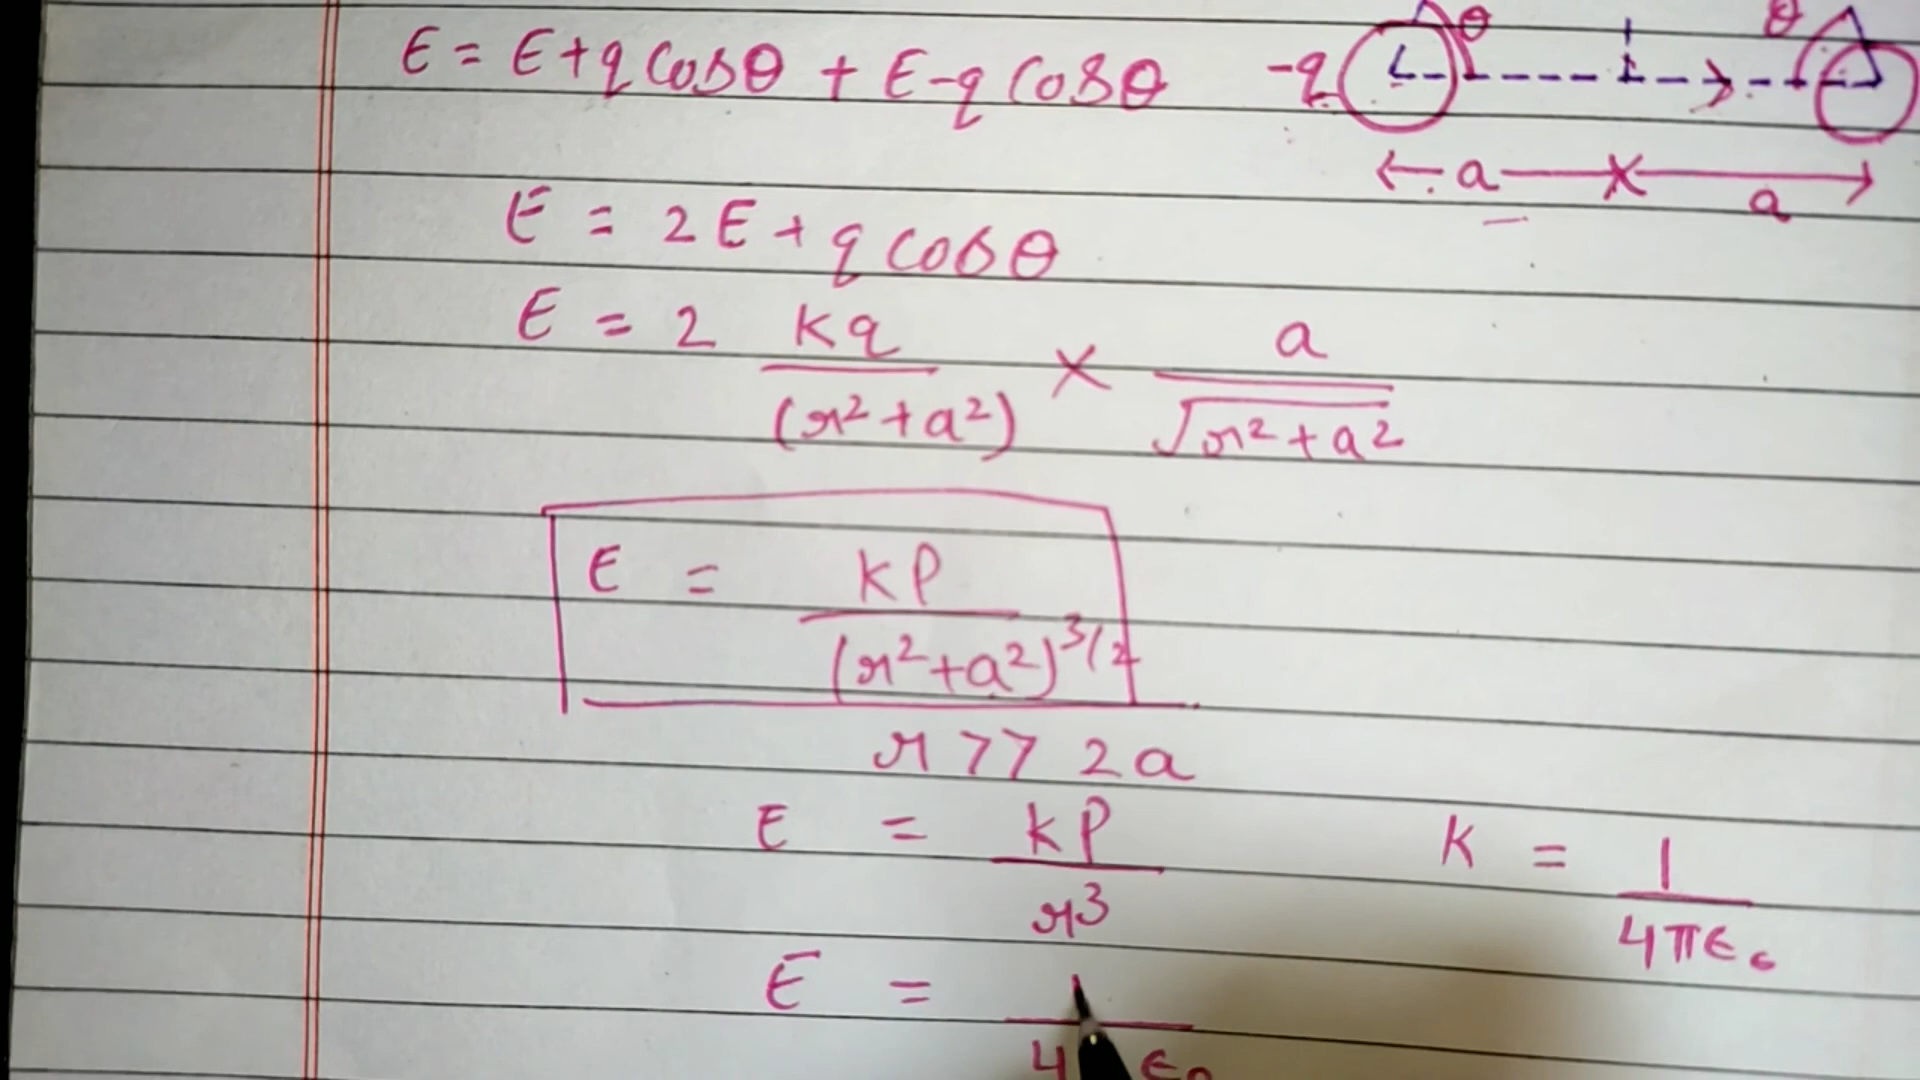 E = E+q cosθ + E-q cosθ
-q θ θ
a a
E = 2E+q cosθ
E = 2 kq/(r²+a²) × a/√r²+a²
E = kP/(r²+a²)^3/2
r >> 2a
E = kP/r³
K = 1/4πε₀
E = 1/4 ε₀